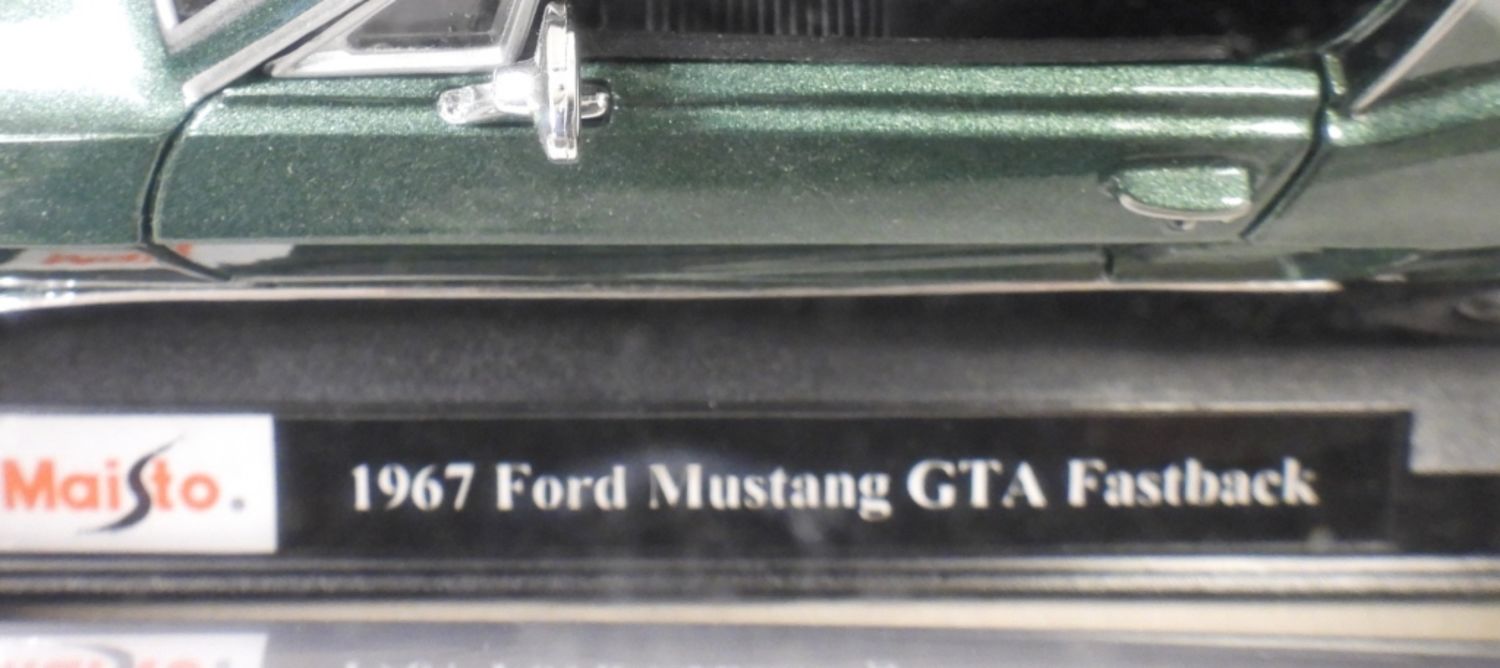 Maisto.
1967 Ford Mustang GTA Fastback